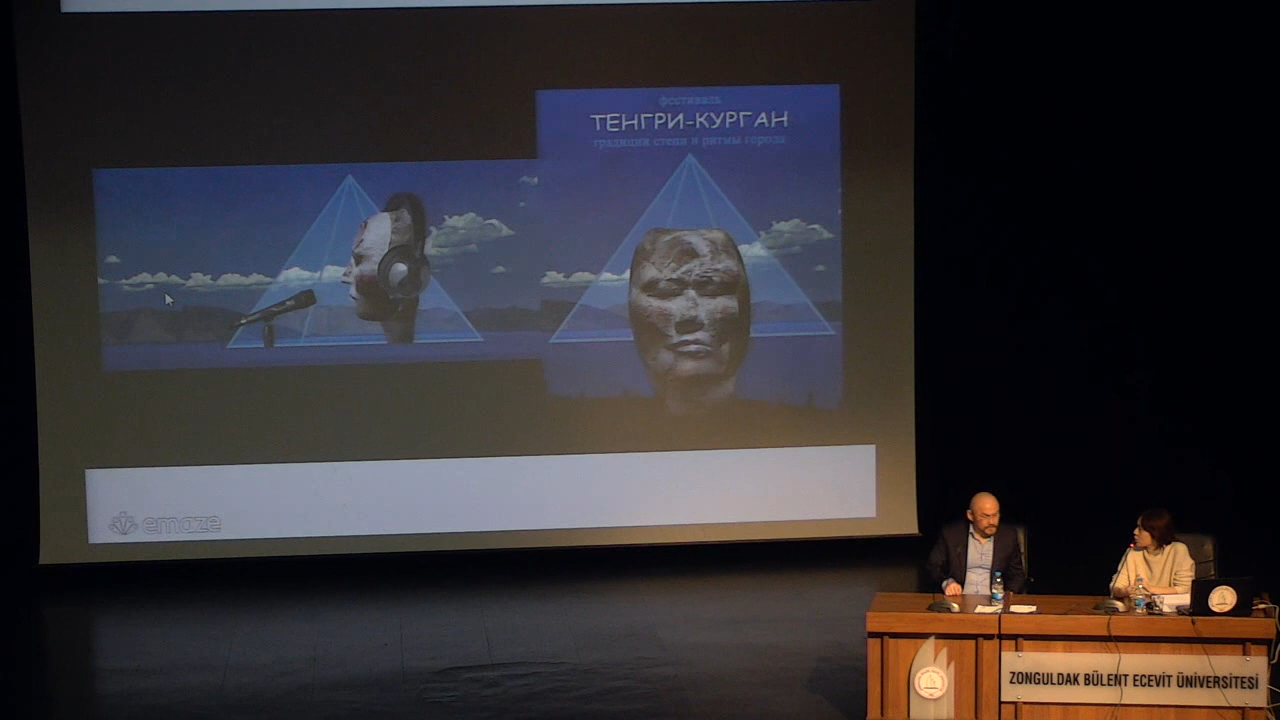 фестиваль
ТЕНГРИ-КУРГАН
традиции степи и ритмы города
emaze
ZONGULDAK BÜLENT ECEVİT ÜNİVERSİTESİ